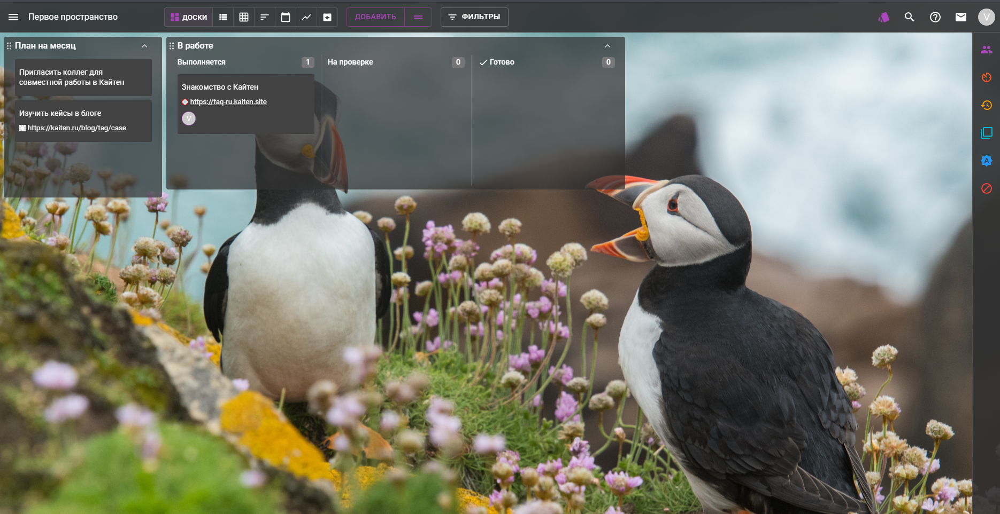 Первое пространство
ДОСКИ
ДОБАВИТЬ
ФИЛЬТРЫ
V
План на месяц
Пригласить коллег для
совместной работы в Кайтен
Изучить кейсы в блоге
https://kaiten.ru/blog/tag/case
В работе
Выполняется 1
На проверке 0
Готово 0
Знакомство с Кайтен
https://faq-ru.kaiten.site
V
A